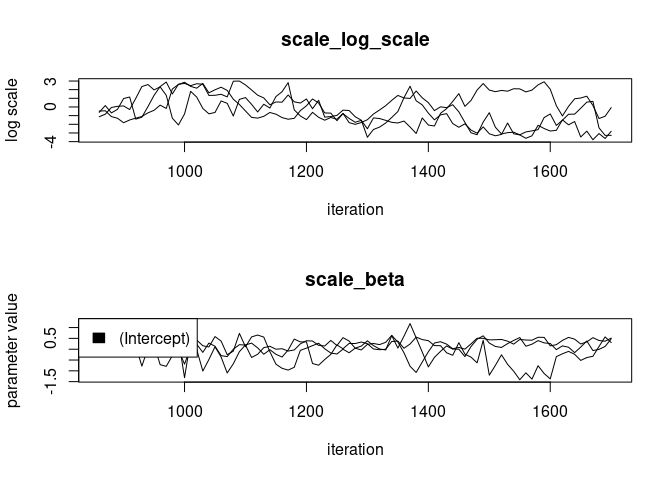 scale_log_scale
log scale
3
0
-4
1000 1200 1400 1600
iteration
scale_beta
parameter value
0.5
-1.5
(Intercept)
1000 1200 1400 1600
iteration